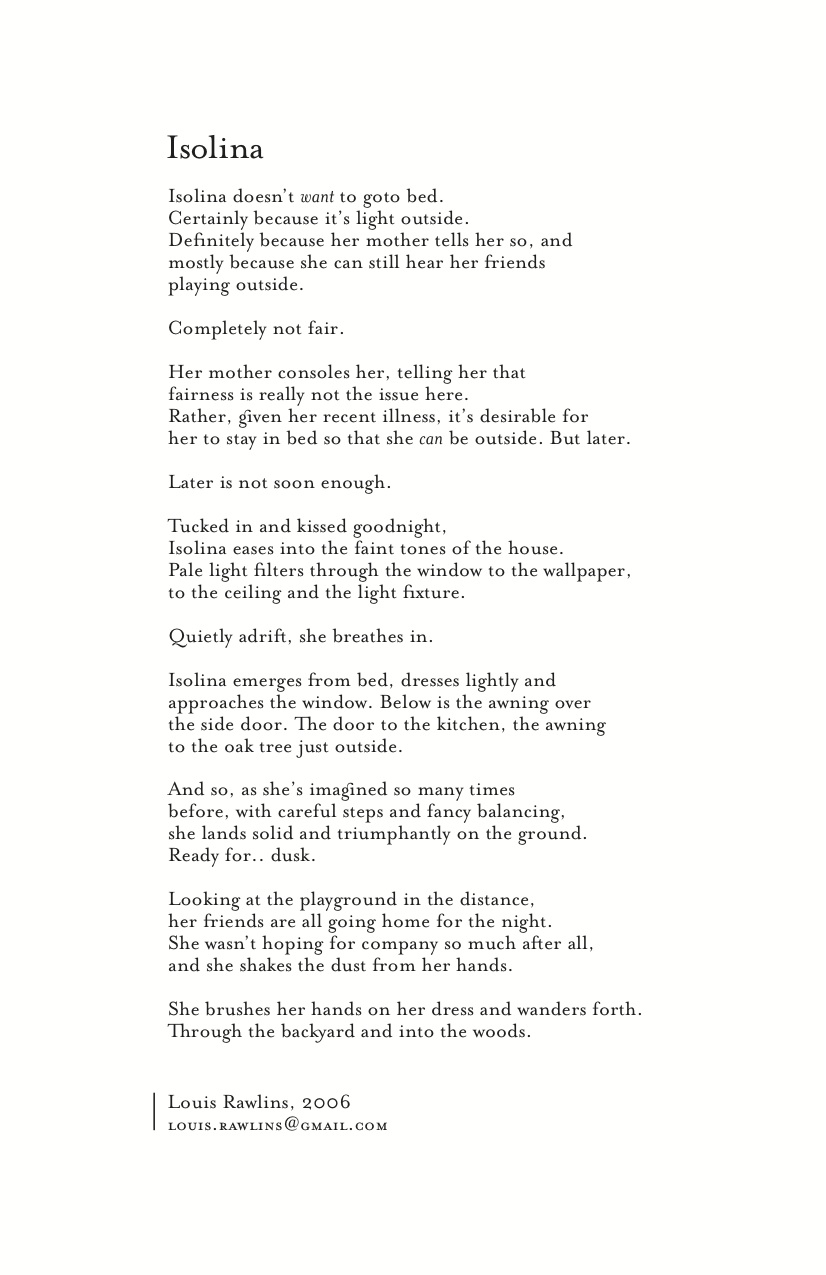 Isolina
Isolina doesn’t want to goto bed.
Certainly because it’s light outside.
Definitely because her mother tells her so, and
mostly because she can still hear her friends
playing outside.
Completely not fair.
Her mother consoles her, telling her that
fairness is really not the issue here.
Rather, given her recent illness, it’s desirable for
her to stay in bed so that she can be outside. But later.
Later is not soon enough.
Tucked in and kissed goodnight,
Isolina eases into the faint tones of the house.
Pale light filters through the window to the wallpaper,
to the ceiling and the light fixture.
Quietly adrift, she breathes in.
Isolina emerges from bed, dresses lightly and
approaches the window. Below is the awning over
the side door. The door to the kitchen, the awning
to the oak tree just outside.
And so, as she’s imagined so many times
before, with careful steps and fancy balancing,
she lands solid and triumphantly on the ground.
Ready for.. dusk.
Looking at the playground in the distance,
her friends are all going home for the night.
She wasn’t hoping for company so much after all,
and she shakes the dust from her hands.
She brushes her hands on her dress and wanders forth.
Through the backyard and into the woods.
Louis Rawlins, 2006
louis.rawlins@gmail.com